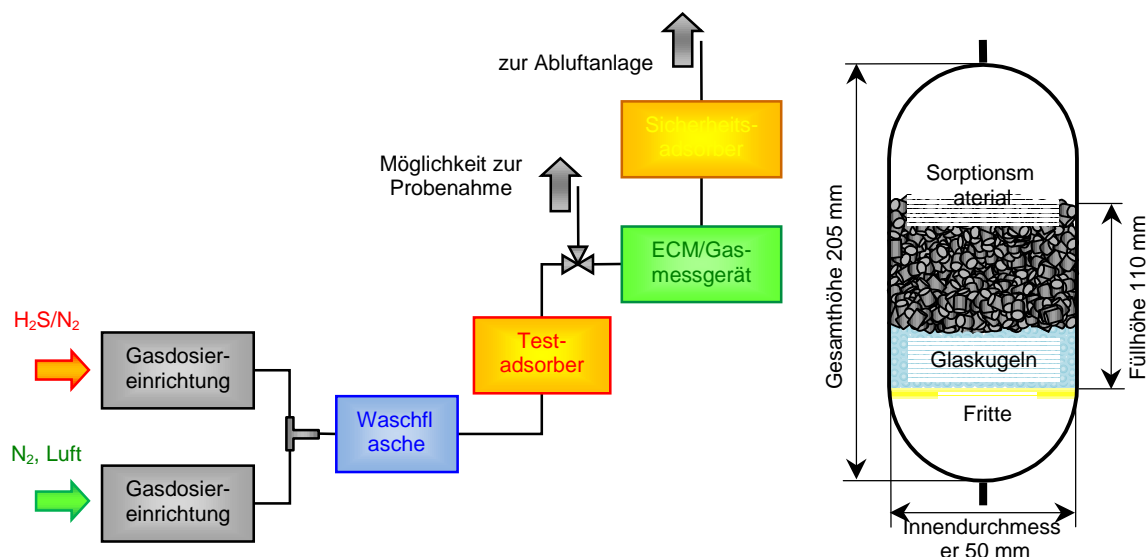 zur Abluftanlage
Sicherheits-
adsorber
Möglichkeit zur
Probenahme
ECM/Gas-
messgerät
H₂S/N₂
Gasdosier-
einrichtung
Test-
adsorber
Waschfl
asche
N₂, Luft
Gasdosier-
einrichtung
Gesamthöhe 205 mm
Sorptionsm
aterial
Füllhöhe 110 mm
Glaskugeln
Fritte
Innendurchmess
er 50 mm